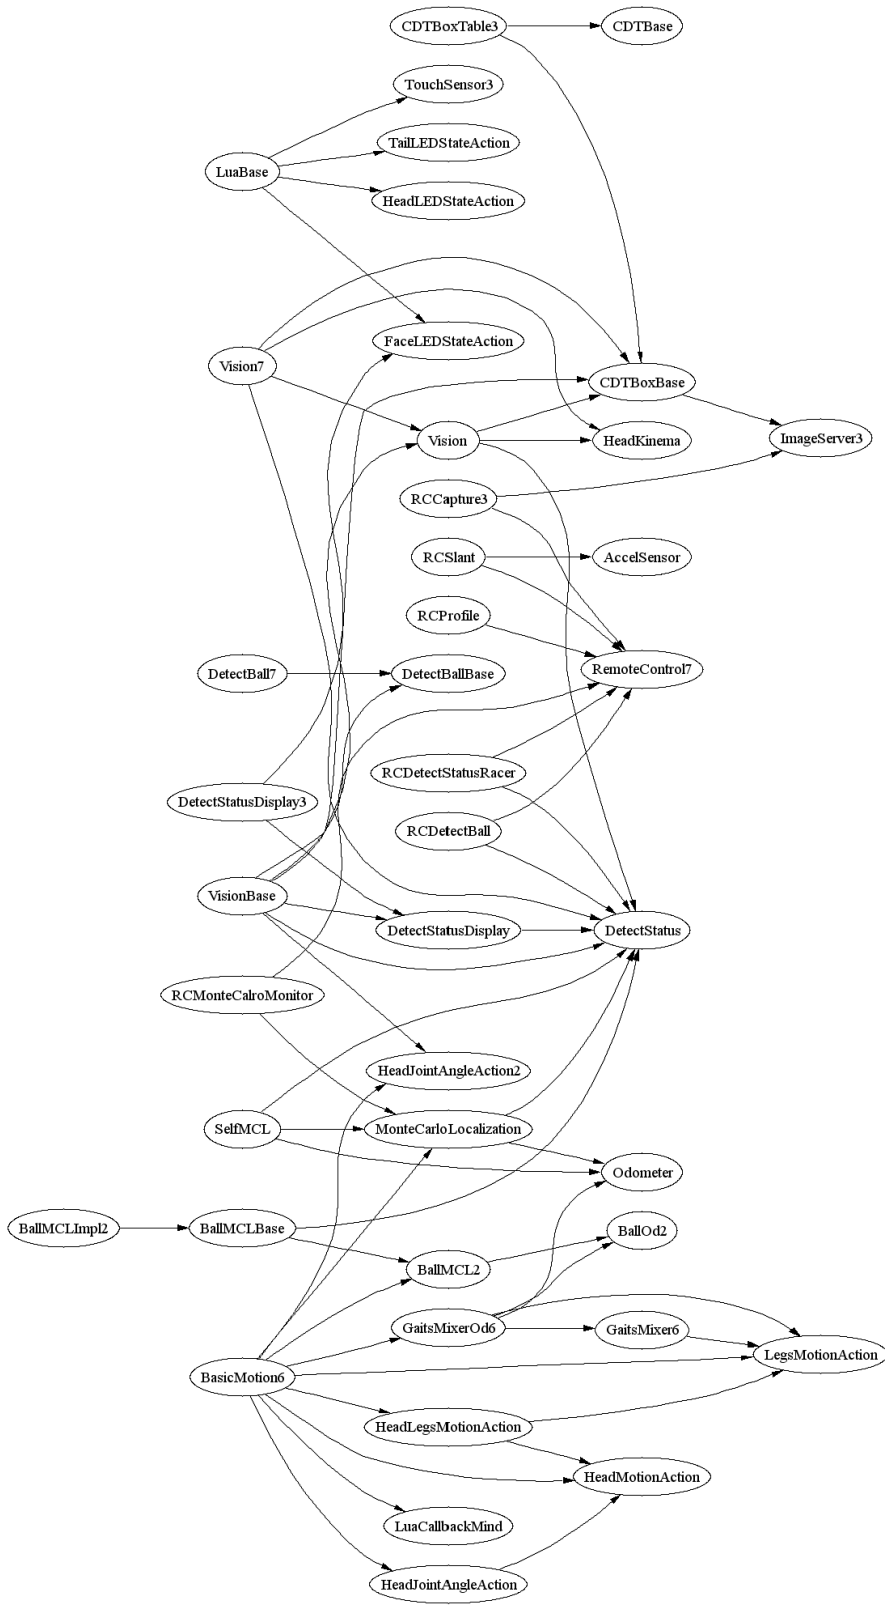 CDTBoxTable3
CDTBase
TouchSensor3
TailLEDStateAction
LuaBase
HeadLEDStateAction
FaceLEDStateAction
Vision7
CDTBoxBase
Vision
HeadKinema
ImageServer3
RCCapture3
RCSlant
AccelSensor
RCProfile
DetectBall7
DetectBallBase
RemoteControl7
RCDetectStatusRacer
DetectStatusDisplay3
RCDetectBall
VisionBase
DetectStatusDisplay
DetectStatus
RCMonteCalroMonitor
HeadJointAngleAction2
SelfMCL
MonteCarloLocalization
Odometer
BallMCLImpl2
BallMCLBase
BallOd2
BallMCL2
GaitsMixerOd6
GaitsMixer6
LegsMotionAction
BasicMotion6
HeadLegsMotionAction
HeadMotionAction
LuaCallbackMind
HeadJointAngleAction